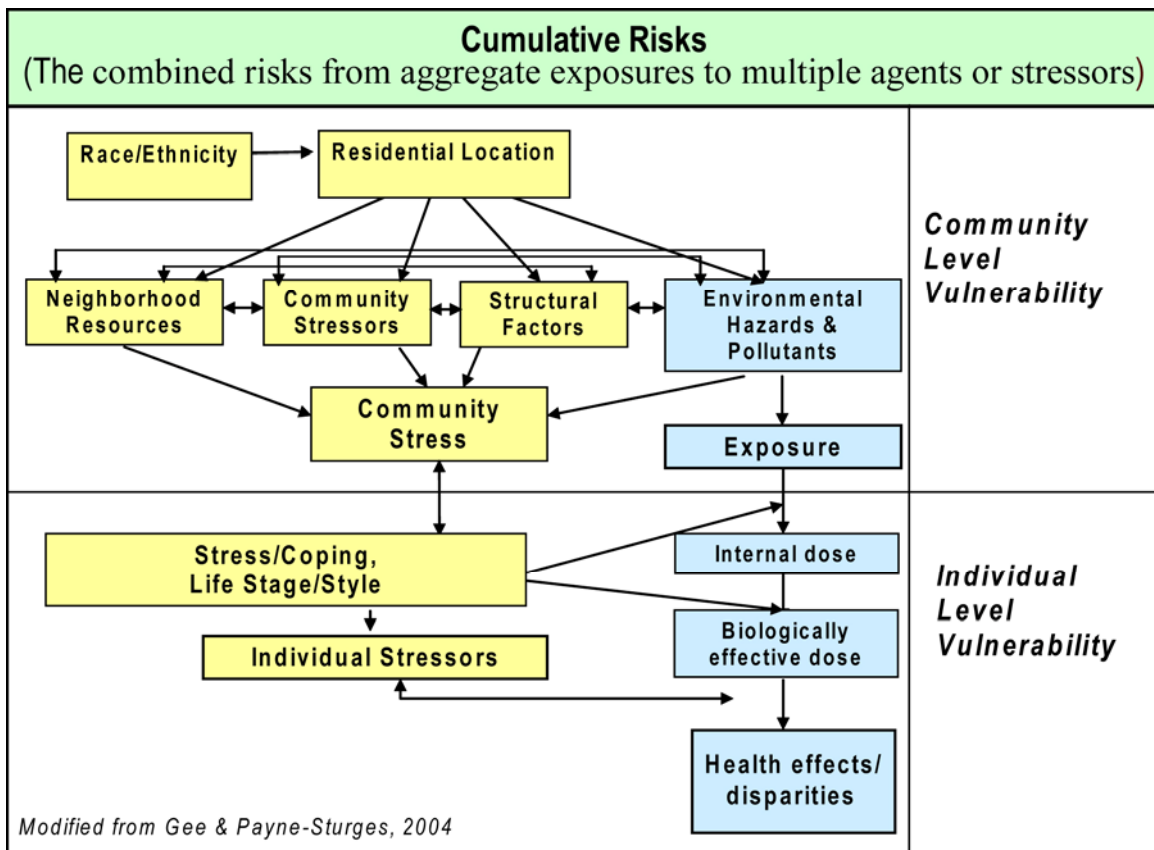 Cumulative Risks
(The combined risks from aggregate exposures to multiple agents or stressors)
Race/Ethnicity
Residential Location
Community
Level
Vulnerability
Neighborhood
Resources
Community
Stressors
Structural
Factors
Environmental
Hazards &
Pollutants
Community
Stress
Exposure
Stress/Coping,
Life Stage/Style
Internal dose
Individual
Level
Vulnerability
Individual Stressors
Biologically
effective dose
Health effects/
disparities
Modified from Gee & Payne-Sturges, 2004